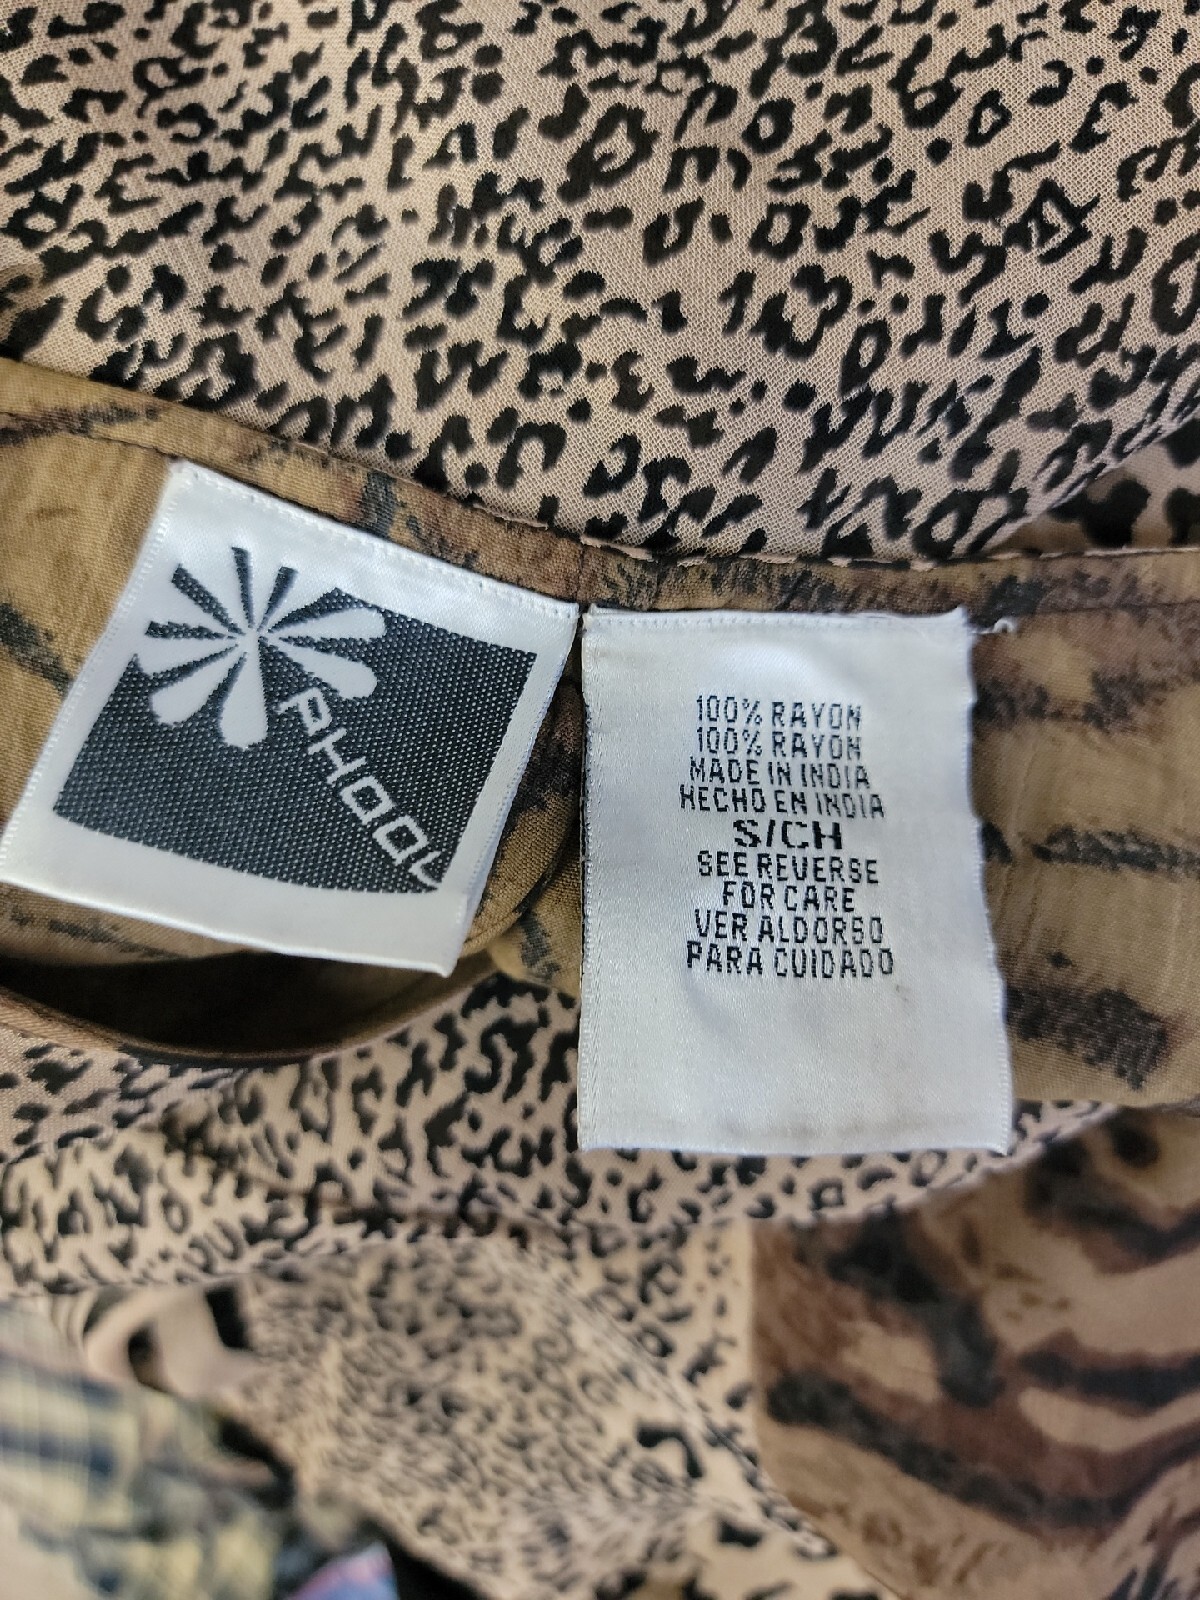 PHOOL
100% RAYON
100% RAYON
MADE IN INDIA
HECHO EN INDIA
S/CH
SEE REVERSE
FOR CARE
VER ALDORSO
PARA CUIDADO